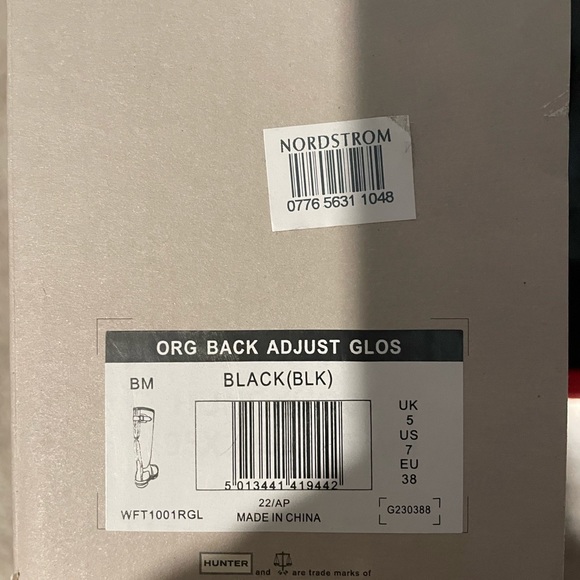 NORDSTROM
0776 5631 1048
ORG BACK ADJUST GLOS
BM
BLACK(BLK)
UK
5
US
7
EU
38
5 013441 419442
22/AP
WFT1001RGL
MADE IN CHINA
G230388
HUNTER and are trade marks of